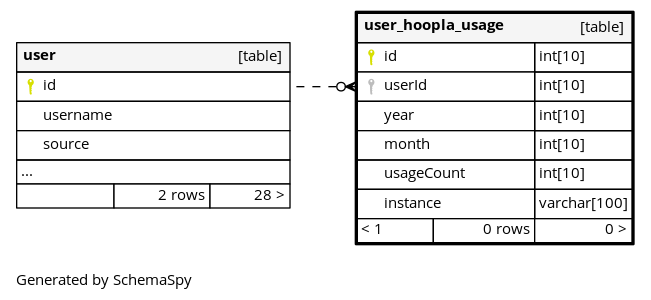 user [table]
id
username
source
...
2 rows 28 >
user_hoopla_usage [table]
id int[10]
userId int[10]
year int[10]
month int[10]
usageCount int[10]
instance varchar[100]
< 1 0 rows 0 >
Generated by SchemaSpy